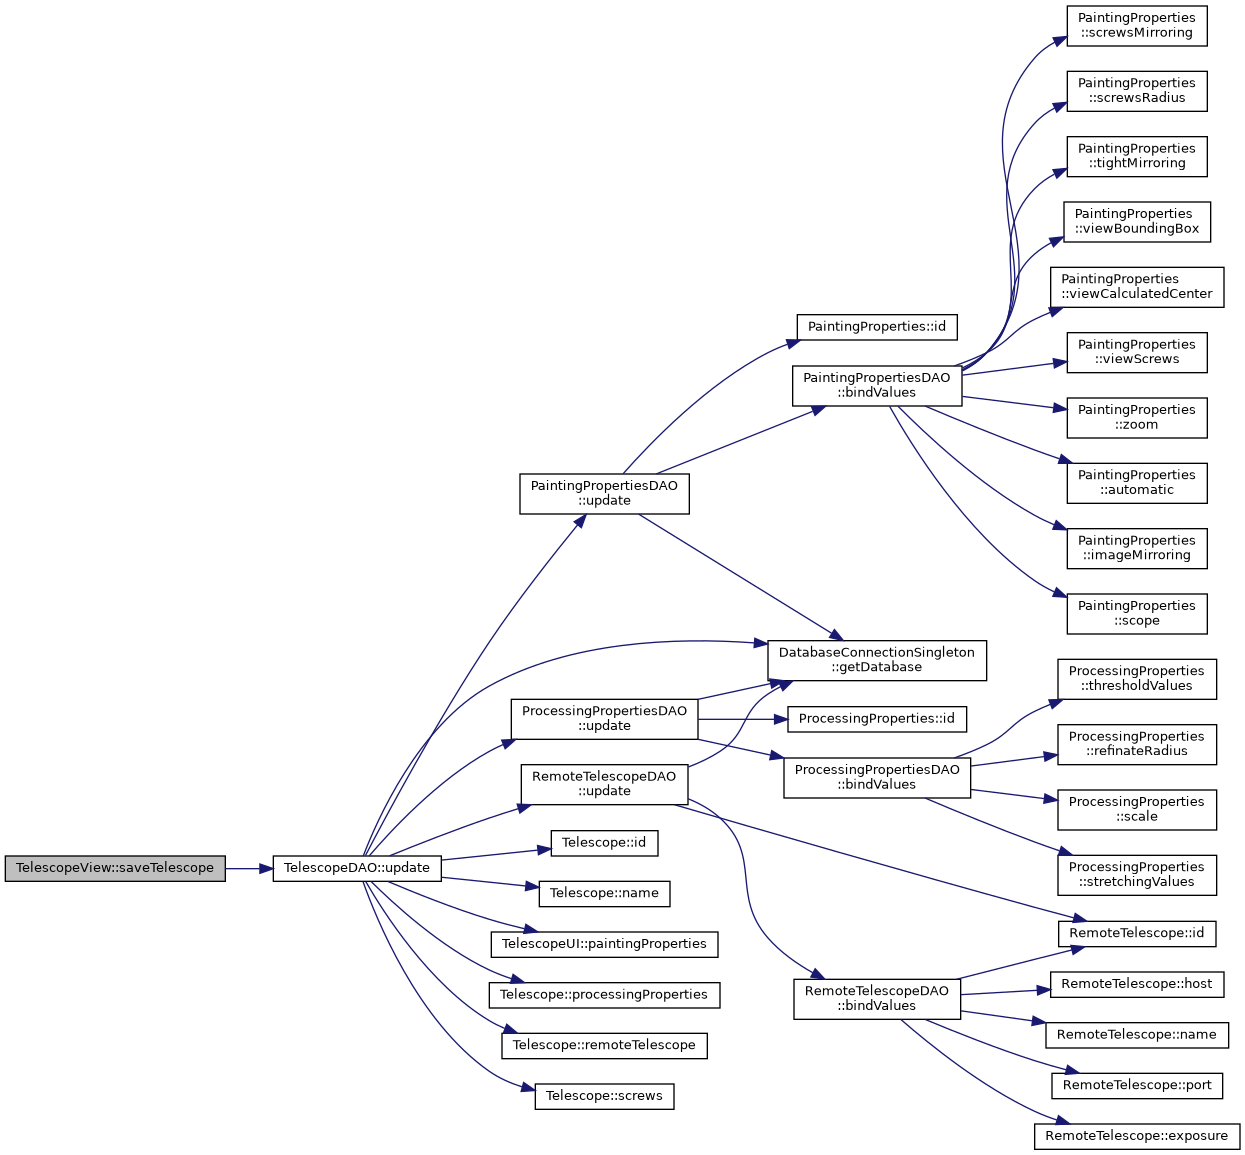 PaintingProperties
::screwsMirroring
PaintingProperties
::screwsRadius
PaintingProperties
::tightMirroring
PaintingProperties
::viewBoundingBox
PaintingProperties
::viewCalculatedCenter
PaintingProperties::id
PaintingProperties
::viewScrews
PaintingPropertiesDAO
::bindValues
PaintingProperties
::zoom
PaintingProperties
::automatic
PaintingPropertiesDAO
::update
PaintingProperties
::imageMirroring
PaintingProperties
::scope
DatabaseConnectionSingleton
::getDatabase
ProcessingProperties
::thresholdValues
ProcessingPropertiesDAO
::update
ProcessingProperties::id
ProcessingProperties
::refinateRadius
RemoteTelescopeDAO
::update
ProcessingPropertiesDAO
::bindValues
ProcessingProperties
::scale
Telescope::id
TelescopeView::saveTelescope
TelescopeDAO::update
ProcessingProperties
::stretchingValues
Telescope::name
RemoteTelescope::id
TelescopeUI::paintingProperties
RemoteTelescope::host
Telescope::processingProperties
RemoteTelescopeDAO
::bindValues
RemoteTelescope::name
Telescope::remoteTelescope
RemoteTelescope::port
Telescope::screws
RemoteTelescope::exposure